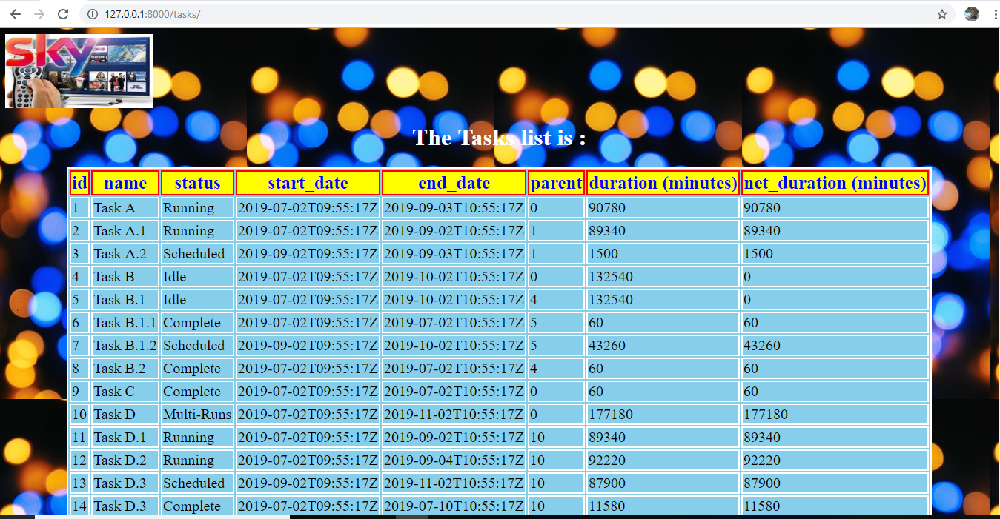 127.0.0.1:8000/tasks/
sky
The Tasks list is :
id name status start_date end_date parent duration (minutes) net_duration (minutes)
1 Task A Running 2019-07-02T09:55:17Z 2019-09-03T10:55:17Z 0 90780 90780
2 Task A.1 Running 2019-07-02T09:55:17Z 2019-09-02T10:55:17Z 1 89340 89340
3 Task A.2 Scheduled 2019-09-02T09:55:17Z 2019-09-03T10:55:17Z 1 1500 1500
4 Task B Idle 2019-07-02T09:55:17Z 2019-10-02T10:55:17Z 0 132540 0
5 Task B.1 Idle 2019-07-02T09:55:17Z 2019-10-02T10:55:17Z 4 132540 0
6 Task B.1.1 Complete 2019-07-02T09:55:17Z 2019-07-02T10:55:17Z 5 60 60
7 Task B.1.2 Scheduled 2019-09-02T09:55:17Z 2019-10-02T10:55:17Z 5 43260 43260
8 Task B.2 Complete 2019-07-02T09:55:17Z 2019-07-02T10:55:17Z 4 60 60
9 Task C Complete 2019-07-02T09:55:17Z 2019-07-02T10:55:17Z 0 60 60
10 Task D Multi-Runs 2019-07-02T09:55:17Z 2019-11-02T10:55:17Z 0 177180 177180
11 Task D.1 Running 2019-07-02T09:55:17Z 2019-09-02T10:55:17Z 10 89340 89340
12 Task D.2 Running 2019-07-02T09:55:17Z 2019-09-04T10:55:17Z 10 92220 92220
13 Task D.3 Scheduled 2019-09-02T09:55:17Z 2019-11-02T10:55:17Z 10 87900 87900
14 Task D.3 Complete 2019-07-02T09:55:17Z 2019-07-10T10:55:17Z 10 11580 11580